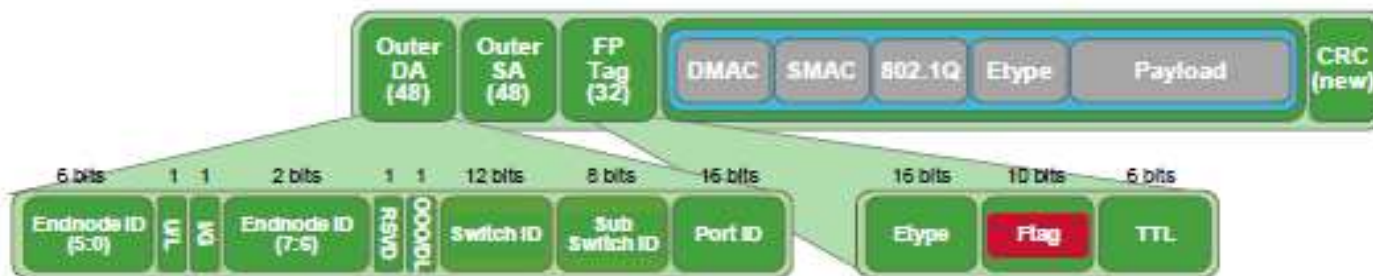 Outer DA (48)
Outer SA (48)
FP Tag (32)
DMAC
SMAC
802.1Q
Etype
Payload
CRC (new)
6 bits
1
1
2 bits
1
1
12 bits
8 bits
16 bits
16 bits
10 bits
6 bits
Endnode ID (5:0)
U/L
I/G
Endnode ID (7:6)
RSVD
OOO/DL
Switch ID
Sub Switch ID
Port ID
Etype
Ftag
TTL